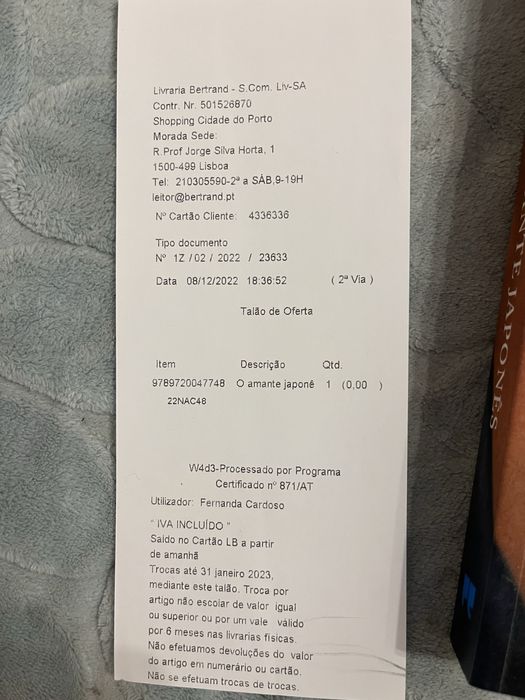 Livraria Bertrand - S.Com. Liv-SA
Contr. Nr. 501526870
Shopping Cidade do Porto
Morada Sede:
R.Prof Jorge Silva Horta, 1
1500-499 Lisboa
Tel: 210305590-2ª a SÁB,9-19H
leitor@bertrand.pt
Nº Cartão Cliente: 4336336
Tipo documento
Nº 1Z /02 / 2022 / 23633
Data 08/12/2022 18:36:52 ( 2ª Via )
Talão de Oferta
Item Descrição Qtd.
9789720047748 O amante japonê 1 (0,00 )
22NAC48
W4d3-Processado por Programa
Certificado nº 871/AT
Utilizador: Fernanda Cardoso
" IVA INCLUÍDO "
Saldo no Cartão LB a partir
de amanhã
Trocas até 31 janeiro 2023,
mediante este talão. Troca por
artigo não escolar de valor igual
ou superior ou por um vale válido
por 6 meses nas livrarias físicas.
Não efetuamos devoluções do valor
do artigo em numerário ou cartão.
Não se efetuam trocas de trocas.
NTE JAPONÊS